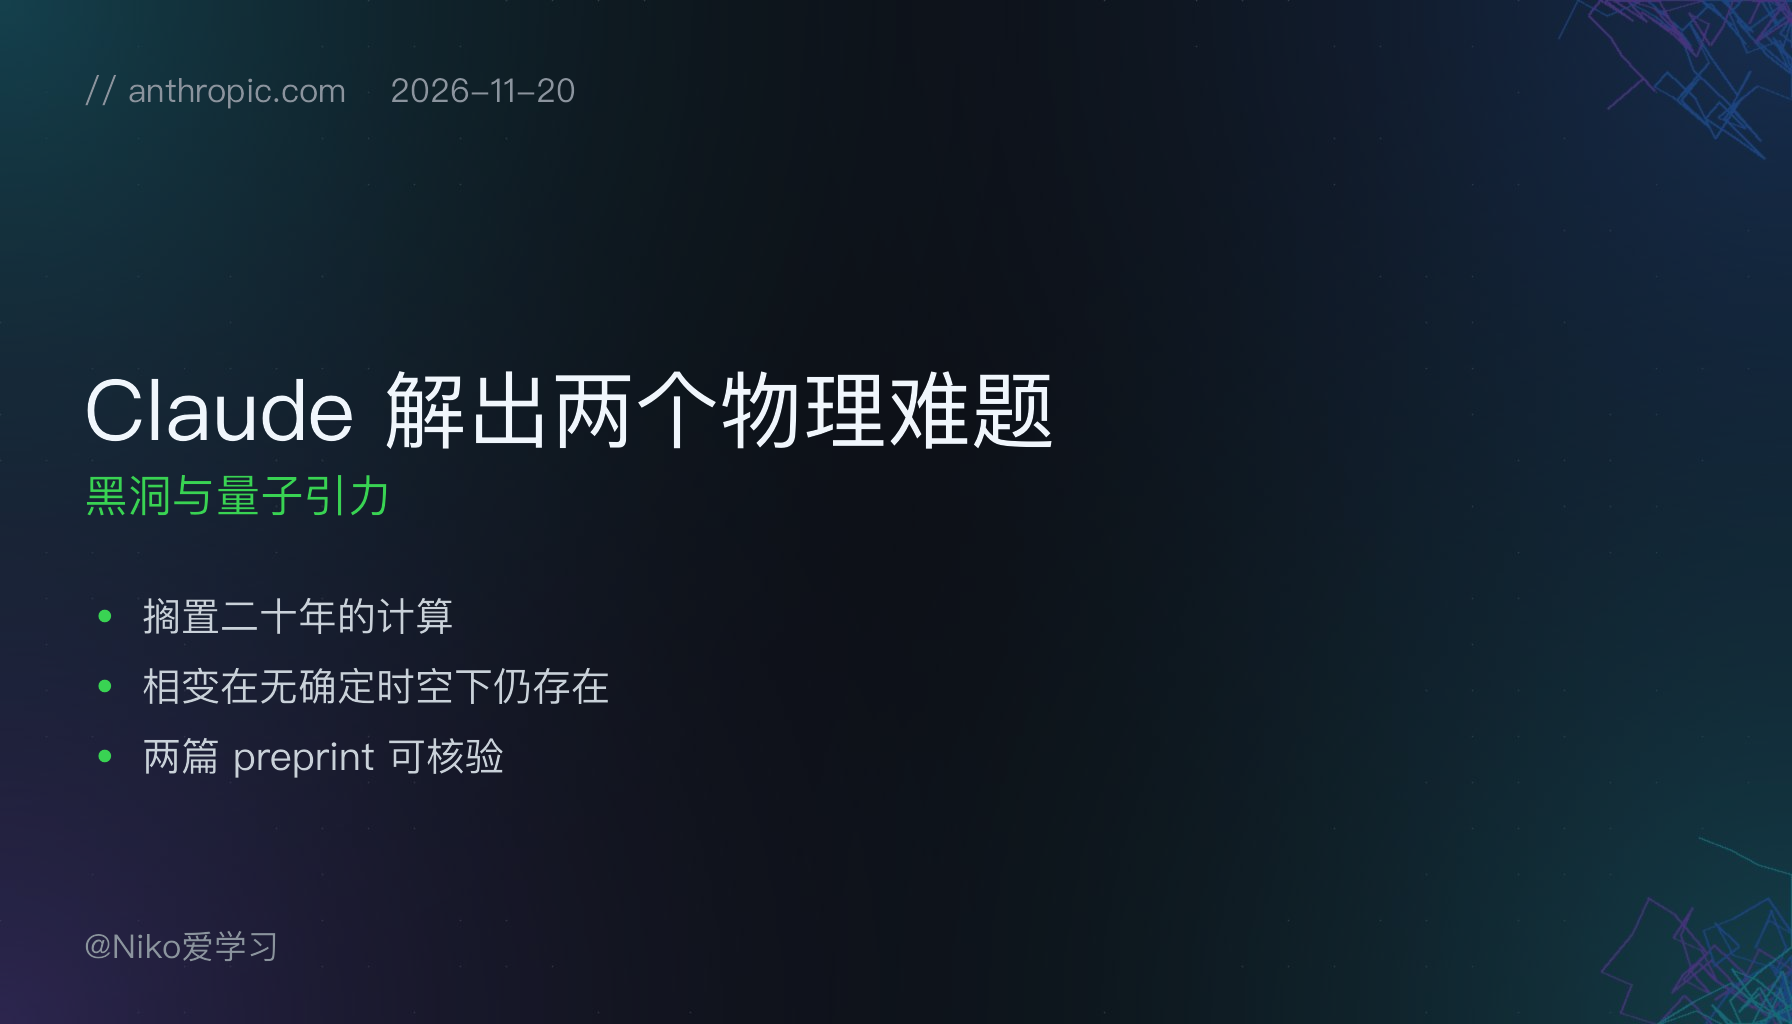 // anthropic.com 2026-11-20
Claude 解出两个物理难题
黑洞与量子引力
• 搁置二十年的计算
• 相变在无确定时空下仍存在
• 两篇 preprint 可核验
@Niko爱学习